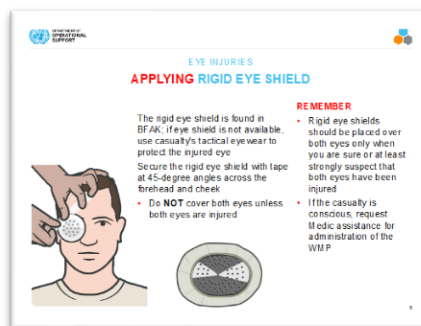 DEPARTMENT OF
OPERATIONAL
SUPPORT
EYE INJURIES
APPLYING RIGID EYE SHIELD
The rigid eye shield is found in
BFAK; if eye shield is not available,
use casualty's tactical eyewear to
protect the injured eye
Secure the rigid eye shield with tape
at 45-degree angles across the
forehead and cheek
• Do NOT cover both eyes unless
both eyes are injured
REMEMBER
• Rigid eye shields
should be placed over
both eyes only when
you are sure or at least
strongly suspect that
both eyes have been
injured
• If the casualty is
conscious, request
Medic assistance for
administration of the
WMP